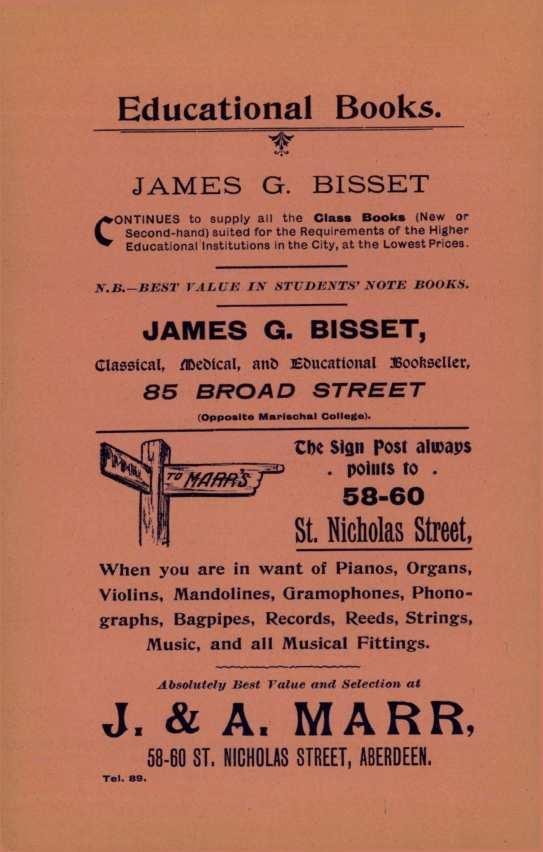 Educational Books.
JAMES G. BISSET
CONTINUES to supply all the Class Books (New or
Second-hand) suited for the Requirements of the Higher
Educational Institutions in the City, at the Lowest Prices.
N.B.—BEST VALUE IN STUDENTS' NOTE BOOKS.
JAMES G. BISSET,
Classical, Medical, and Educational Bookseller,
85 BROAD STREET
(Opposite Marischal College).
TO MARR'S
The Sign Post always
. points to .
58-60
St. Nicholas Street,
When you are in want of Pianos, Organs,
Violins, Mandolines, Gramophones, Phono-
graphs, Bagpipes, Records, Reeds, Strings,
Music, and all Musical Fittings.
Absolutely Best Value and Selection at
J. & A. MARR,
58-60 ST. NICHOLAS STREET, ABERDEEN.
Tel. 89.